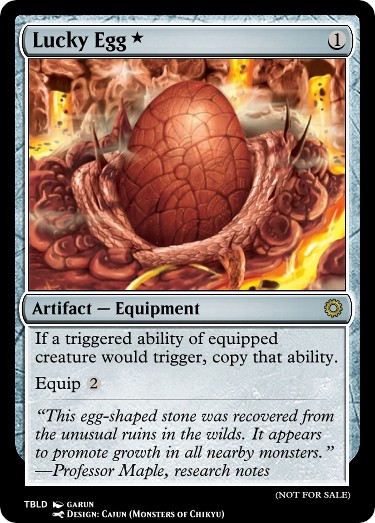 Lucky Egg ★ 1
Artifact — Equipment
If a triggered ability of equipped
creature would trigger, copy that ability.
Equip 2
“This egg-shaped stone was recovered from
the unusual ruins in the wilds. It appears
to promote growth in all nearby monsters.”
—Professor Maple, research notes
(NOT FOR SALE)
TBLD GARUN
Design: Cajun (Monsters of Chikyu)